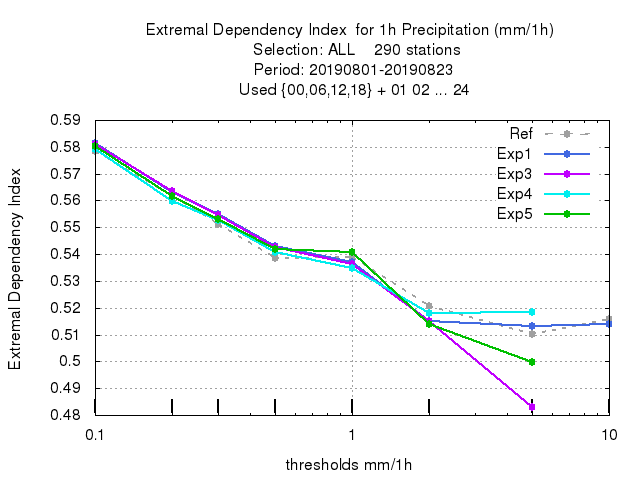 Extremal Dependency Index  for 1h Precipitation (mm/1h)
Selection: ALL    290 stations
Period: 20190801-20190823
Used {00,06,12,18} + 01 02 ... 24
Extremal Dependency Index
0.59
0.58
0.57
0.56
0.55
0.54
0.53
0.52
0.51
0.5
0.49
0.48
Ref
Exp1
Exp3
Exp4
Exp5
0.1
1
10
thresholds mm/1h